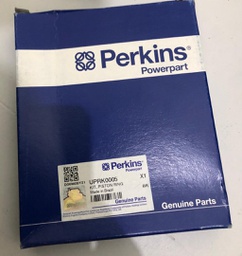 Perkins®
Powerpart
Perkins®
UPRK0005 X1
KIT, PISTON RING
Made in Brazil
Genuine Parts
Genuine Parts